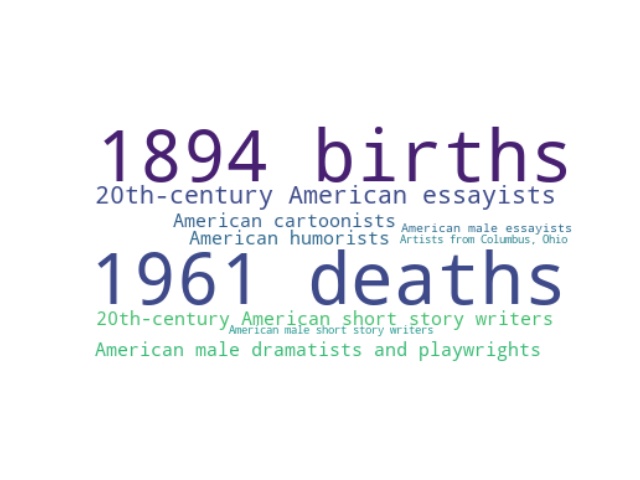 1894 births
20th-century American essayists
American cartoonists
American male essayists
American humorists
Artists from Columbus, Ohio
1961 deaths
20th-century American short story writers
American male short story writers
American male dramatists and playwrights